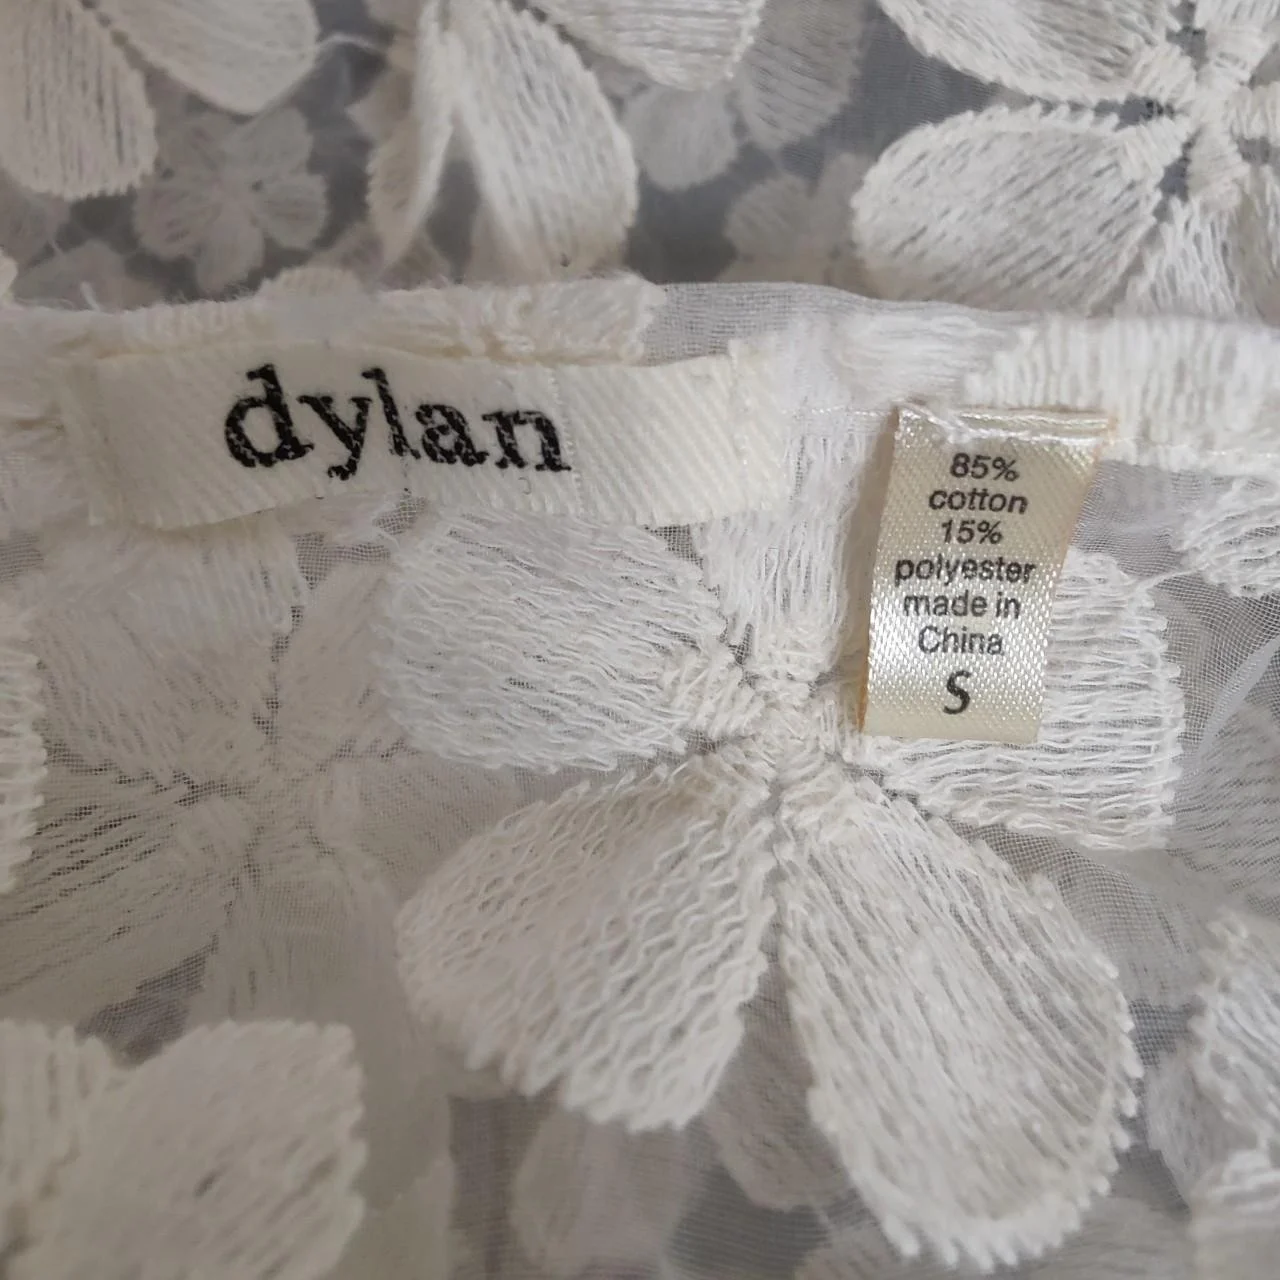 dylan
85%
cotton
15%
polyester
made in
China
S